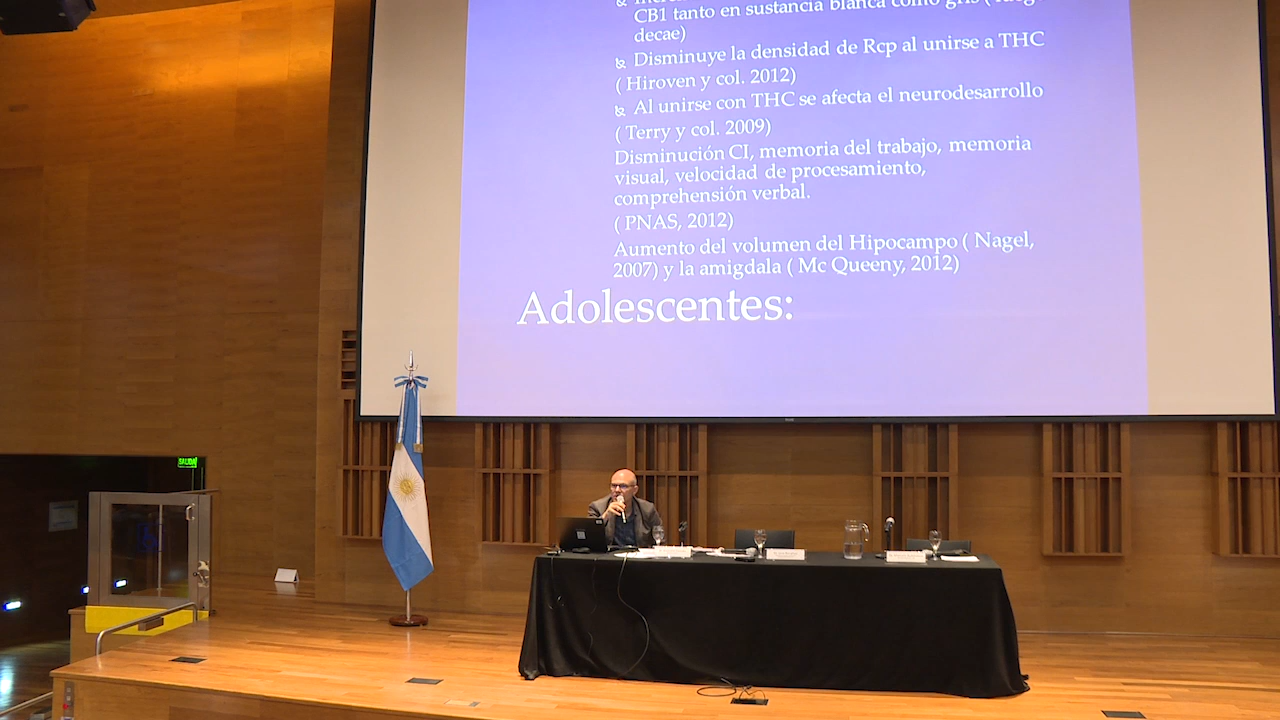 CB1 tanto en sustancia blanca como gris ( luego
decae)
Disminuye la densidad de Rcp al unirse a THC
( Hiroven y col. 2012)
Al unirse con THC se afecta el neurodesarrollo
( Terry y col. 2009)
Disminución CI, memoria del trabajo, memoria
visual, velocidad de procesamiento,
comprehensión verbal.
( PNAS, 2012)
Aumento del volumen del Hipocampo ( Nagel,
2007) y la amigdala ( Mc Queeny, 2012)
Adolescentes:
SALIDA